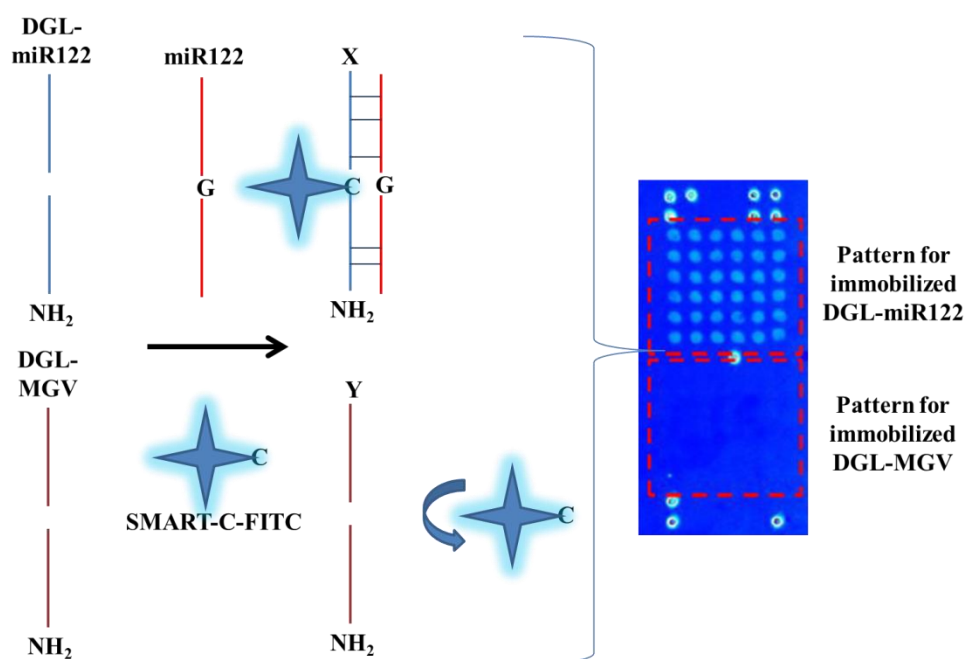 DGL-
miR122
miR122
X
G
C
G
NH2
NH2
DGL-
MGV
Y
C
SMART-C-FITC
C
NH2
NH2
Pattern for
immobilized
DGL-miR122
Pattern for
immobilized
DGL-MGV